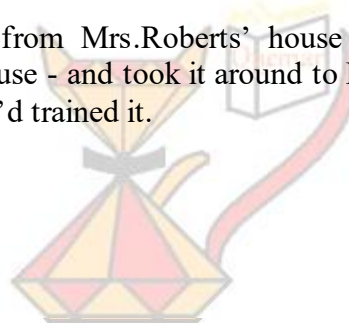 from Mrs.Roberts’ house
use - and took it around to
’d trained it.